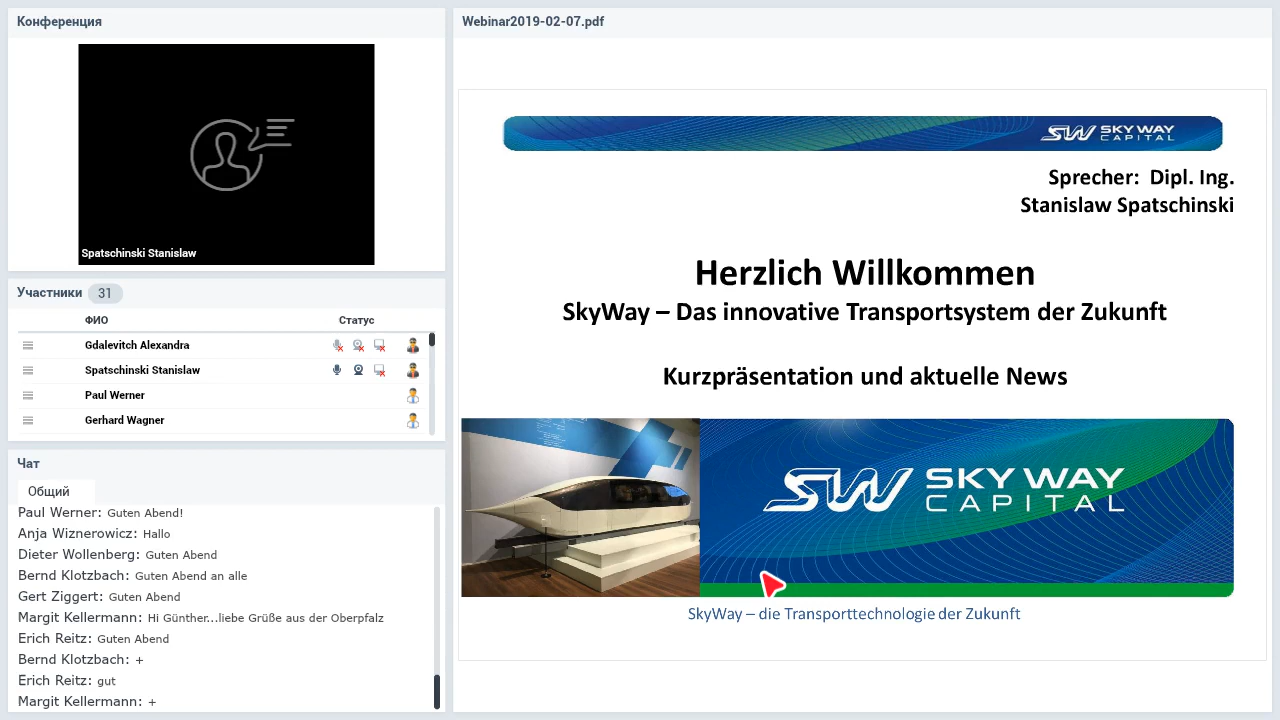 Конференция
Spatschinski Stanislaw
Участники 31
ФИО Статус
Gdalevitch Alexandra
Spatschinski Stanislaw
Paul Werner
Gerhard Wagner
Чат
Общий
Paul Werner: Guten Abend!
Anja Wiznerowicz: Hallo
Dieter Wollenberg: Guten Abend
Bernd Klotzbach: Guten Abend an alle
Gert Ziggert: Guten Abend
Margit Kellermann: Hi Günther...liebe Grüße aus der Oberpfalz
Erich Reitz: Guten Abend
Bernd Klotzbach: +
Erich Reitz: gut
Margit Kellermann: +
Webinar2019-02-07.pdf
SW SKY WAY
CAPITAL
Sprecher: Dipl. Ing.
Stanislaw Spatschinski
Herzlich Willkommen
SkyWay – Das innovative Transportsystem der Zukunft
Kurzpräsentation und aktuelle News
SW SKY WAY
CAPITAL
SkyWay – die Transporttechnologie der Zukunft